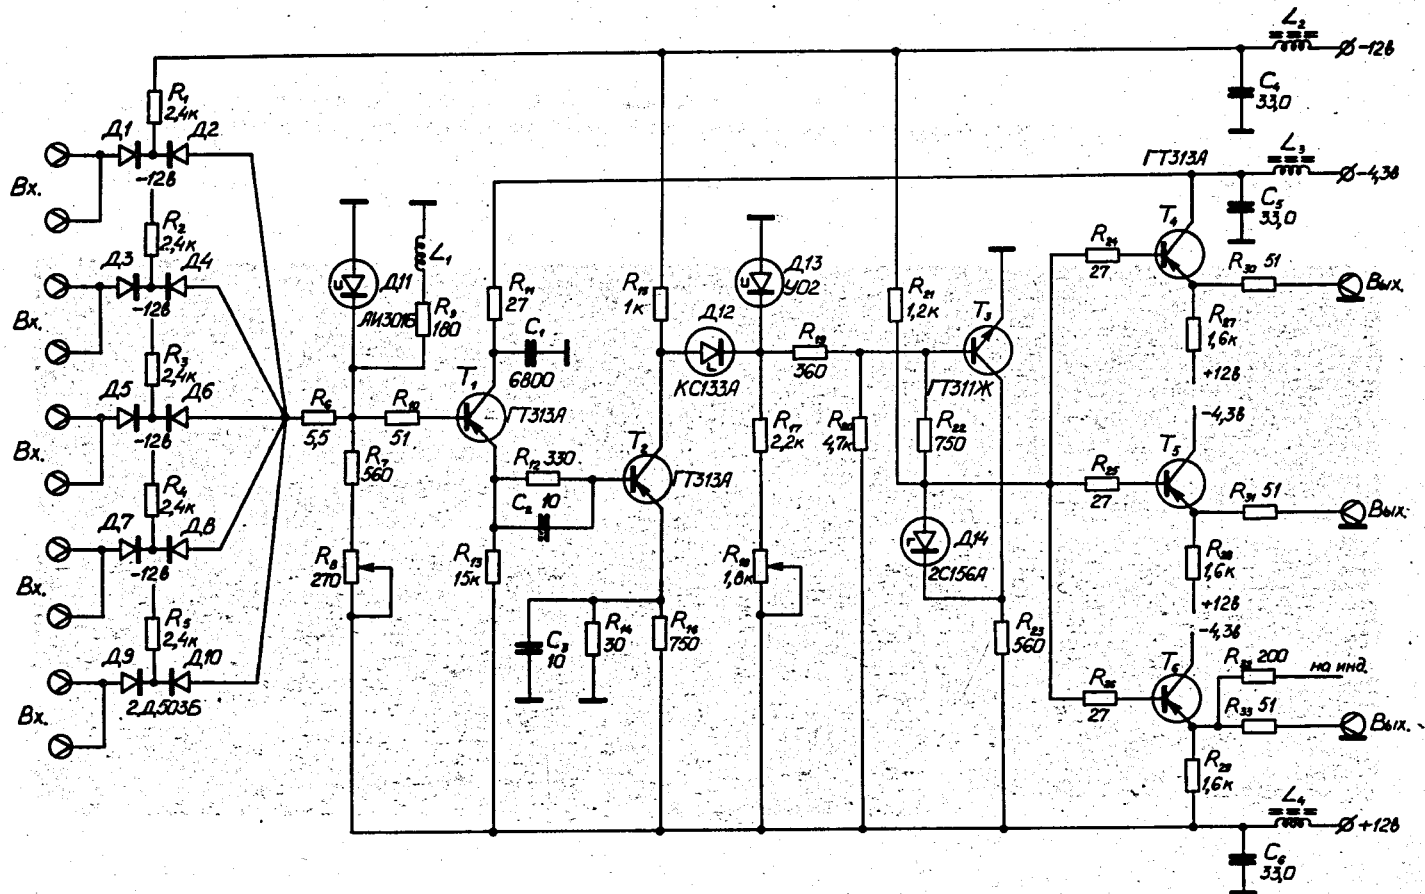 L₂
-12в
C₄
33,0
R₁
2,4к
Д1
Д2
Вх.
-12в
ГТ313А
L₃
-4,3в
C₅
33,0
R₂
2,4к
Д3
Д4
Вх.
-12в
L₁
Д11
АИ301Б
R₉
180
R₁₁
27
C₁
6800
R₁₅
1к
Д12
КС133А
Д13
У02
R₁₉
360
R₂₁
1,2к
T₃
ГТ311Ж
R₂₄
27
T₄
R₃₀ 51
Вых.
R₂₇
1,6к
+12в
-4,3в
R₃
2,4к
Д5
Д6
Вх.
-12в
R₆
5,5
R₁₀
51
T₁
ГТ313А
R₇
560
R₁₂ 330
C₂ 10
T₂
ГТ313А
R₁₇
2,2к
R₂₀
4,7к
R₂₂
750
R₂₅
27
T₅
R₃₁ 51
Вых.
R₂₈
1,6к
+12в
-4,3в
R₄
2,4к
Д7
Д8
Вх.
-12в
R₈
270
R₁₃
15к
R₁₈
1,8к
Д14
2С156А
R₅
2,4к
Д9
Д10
2Д503Б
Вх.
C₃
10
R₁₄
30
R₁₆
750
R₂₃
560
R₂₆
27
T₆
200
на инд.
R₃₃ 51
Вых.
R₂₉
1,6к
L₄
+12в
C₆
33,0